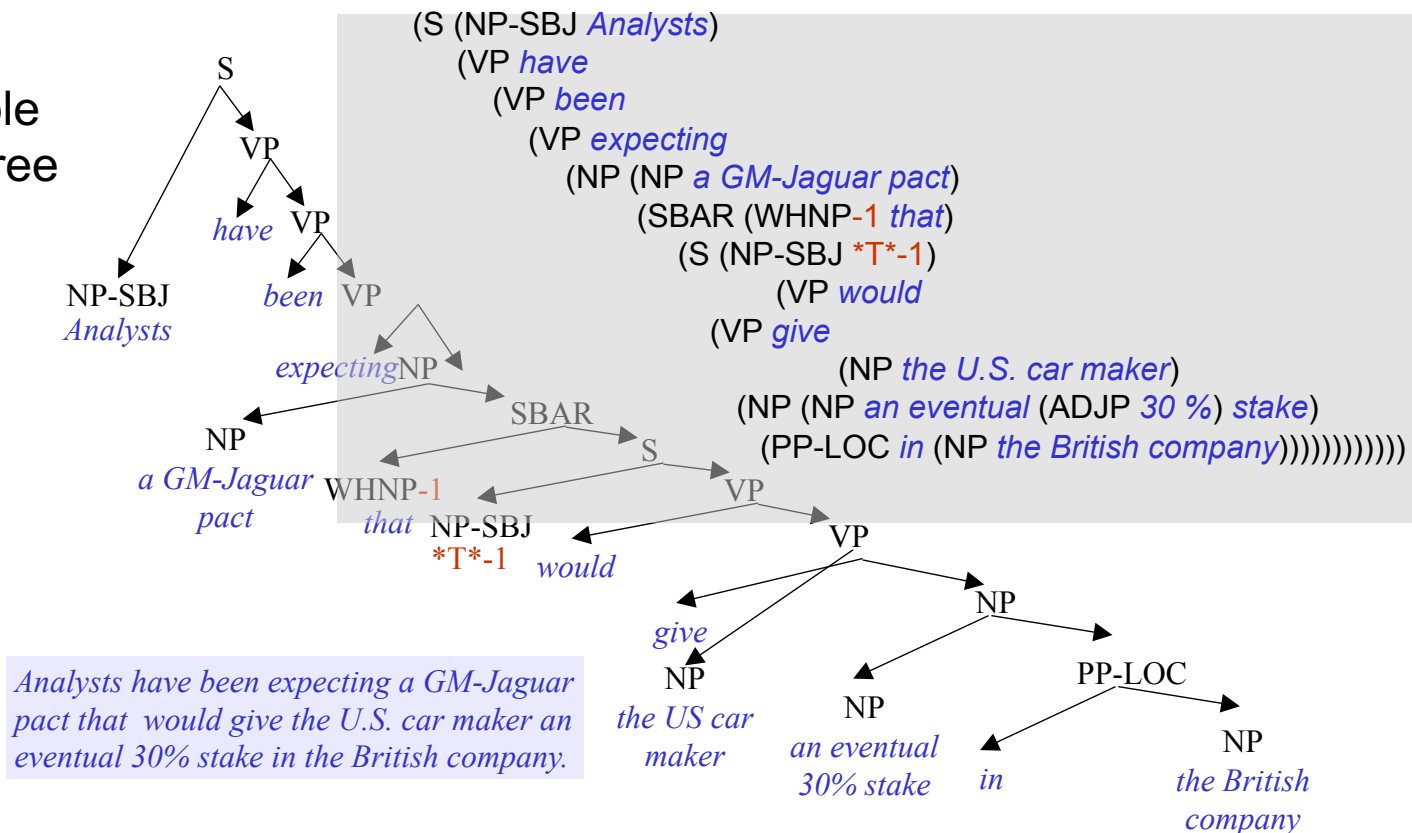 ole
ree
(S (NP-SBJ Analysts)
(VP have
(VP been
(VP expecting
(NP (NP a GM-Jaguar pact)
(SBAR (WHNP-1 that)
(S (NP-SBJ *T*-1)
(VP would
(VP give
(NP the U.S. car maker)
(NP (NP an eventual (ADJP 30 %) stake)
(PP-LOC in (NP the British company))))))))))))
S
VP
have VP
NP-SBJ been VP
Analysts
expecting NP
SBAR
NP S
a GM-Jaguar WHNP-1 VP
pact that NP-SBJ
*T*-1 would VP
give NP
NP NP PP-LOC
the US car
maker
an eventual
30% stake
in NP
the British
company
Analysts have been expecting a GM-Jaguar
pact that would give the U.S. car maker an
eventual 30% stake in the British company.